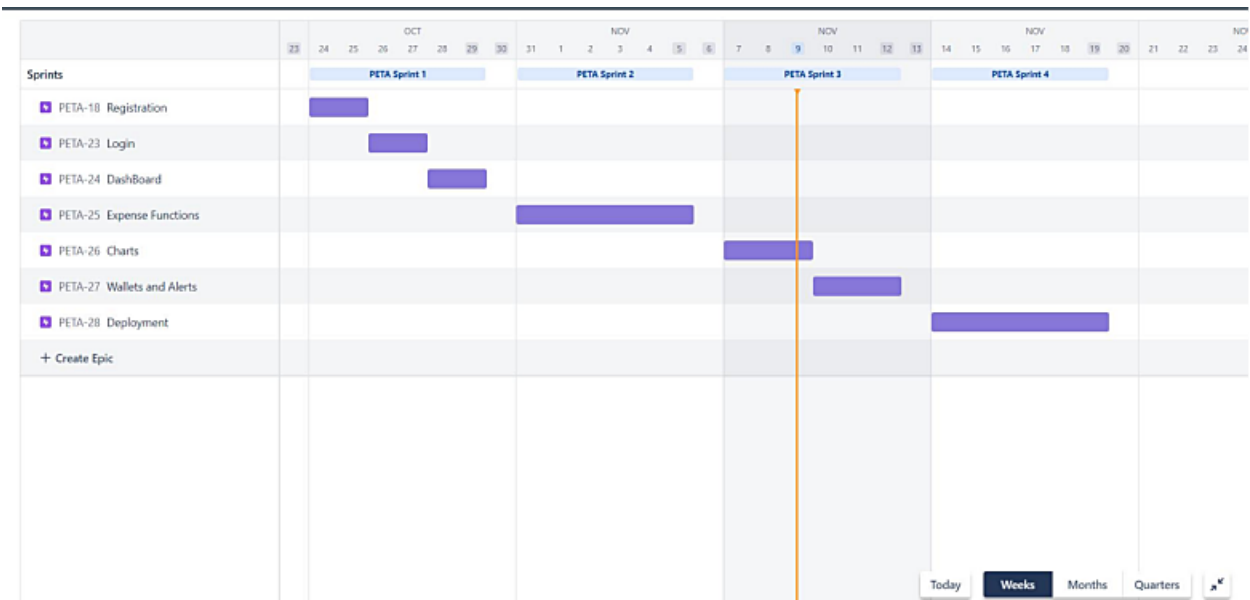 OCT NOV NOV NOV NO
23 24 25 26 27 28 29 30 31 1 2 3 4 5 6 7 8 9 10 11 12 13 14 15 16 17 18 19 20 21 22 23 24
Sprints PETA Sprint 1 PETA Sprint 2 PETA Sprint 3 PETA Sprint 4
PETA-18 Registration
PETA-23 Login
PETA-24 DashBoard
PETA-25 Expense Functions
PETA-26 Charts
PETA-27 Wallets and Alerts
PETA-28 Deployment
+ Create Epic
Today Weeks Months Quarters